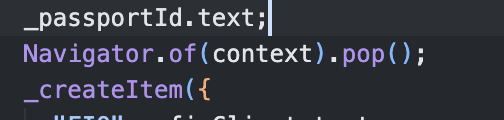 _passportId.text;
Navigator.of(context).pop();
_createItem({